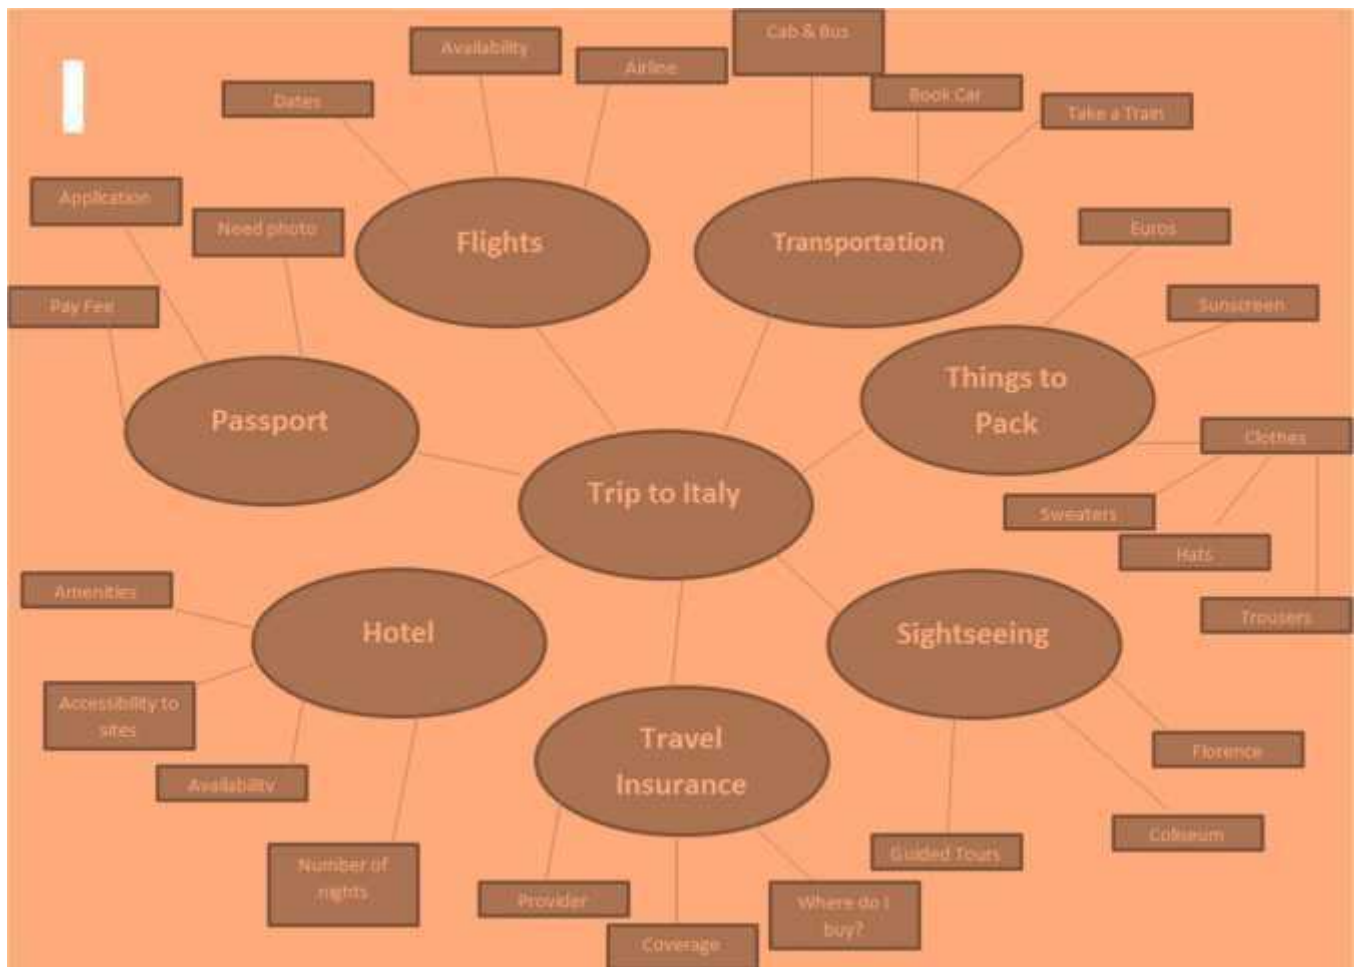 Cab & Bus
Availability
Airline
Dates
Book Car
Take a Train
Application
Need photo
Flights
Transportation
Euros
Pay Fee
Sunscreen
Passport
Things to
Pack
Clothes
Trip to Italy
Sweaters
Hats
Amenities
Trousers
Hotel
Sightseeing
Accessibility to
sites
Travel
Insurance
Florence
Availability
Coliseum
Guided Tours
Number of
nights
Provider
Where do I
buy?
Coverage